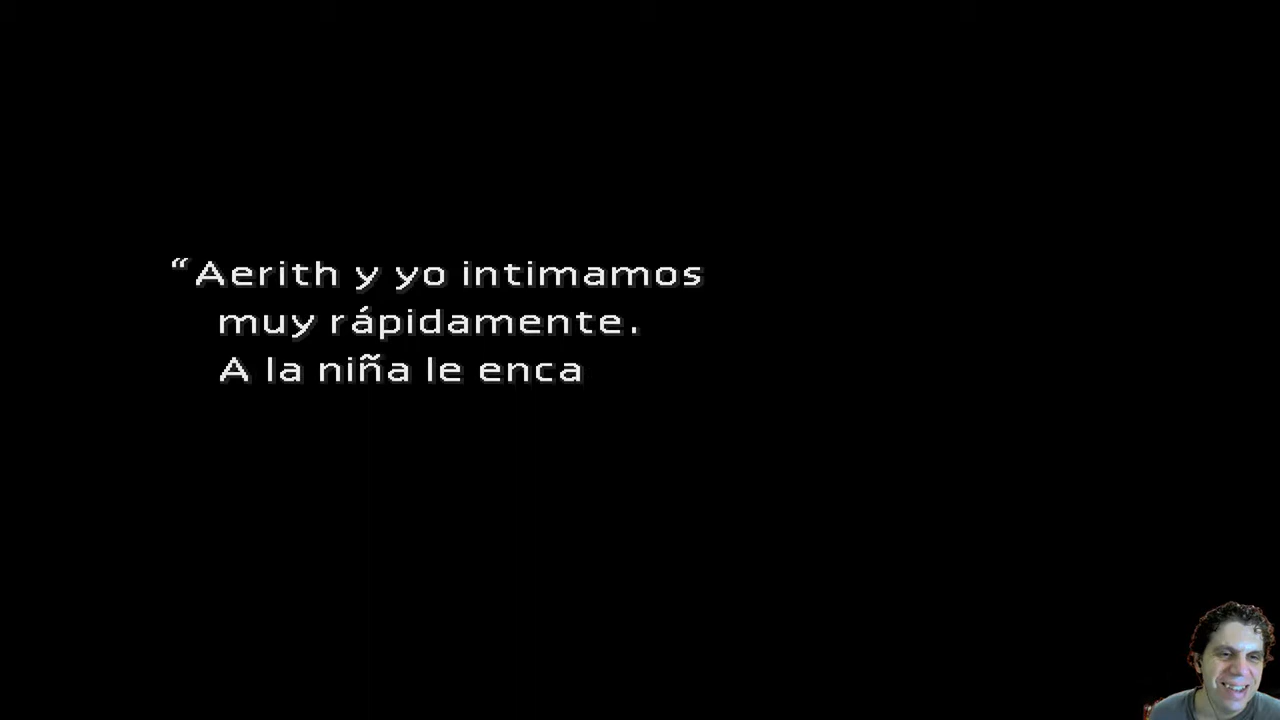 “Aerith y yo intimamos
muy rápidamente.
A la niña le enca